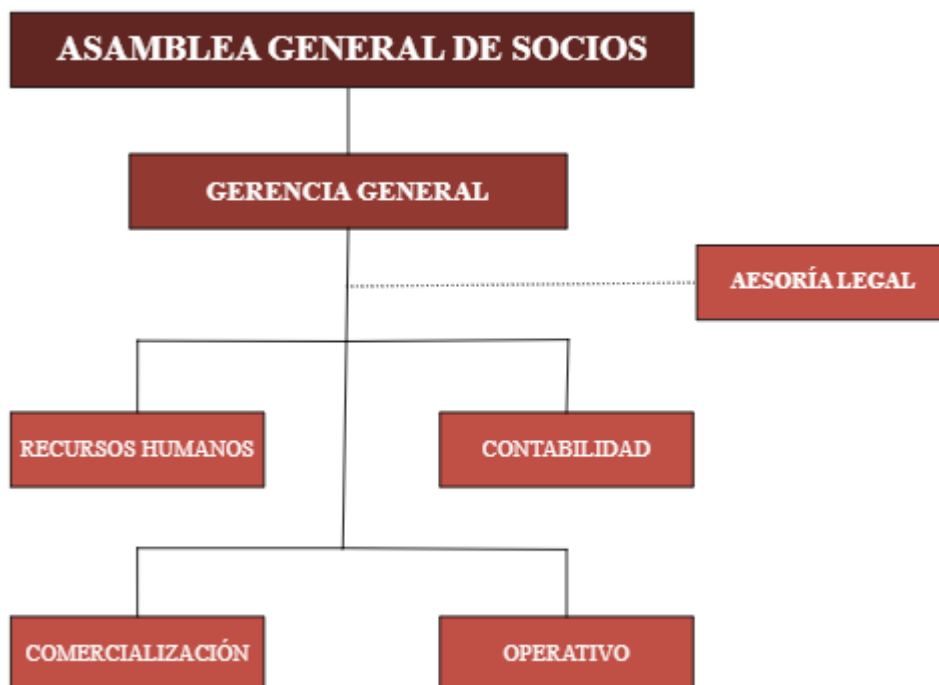 ASAMBLEA GENERAL DE SOCIOS
GERENCIA GENERAL
AESORÍA LEGAL
RECURSOS HUMANOS
CONTABILIDAD
COMERCIALIZACIÓN
OPERATIVO